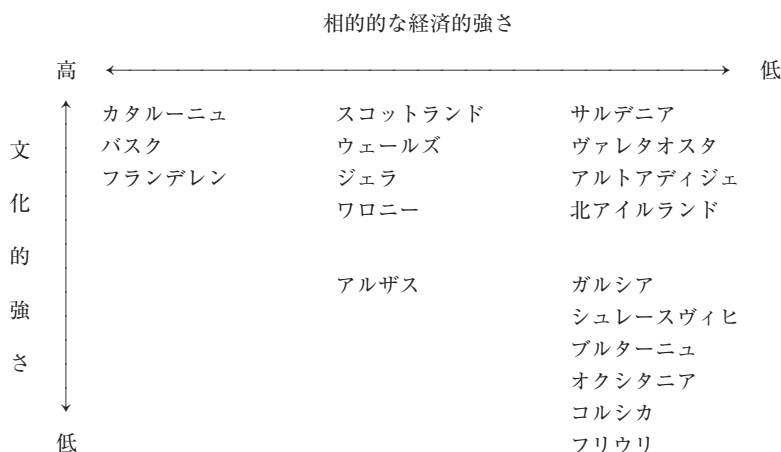 相的的な経済的強さ
高 低
カタルーニュ スコットランド サルデニア
バスク ウェールズ ヴァレタオスタ
フランデレン ジェラ アルトアディジェ
ワロニー 北アイルランド
アルザス ガルシア
シュレースヴィヒ
ブルターニュ
オクシタニア
コルシカ
フリウリ
文化的強さ
低